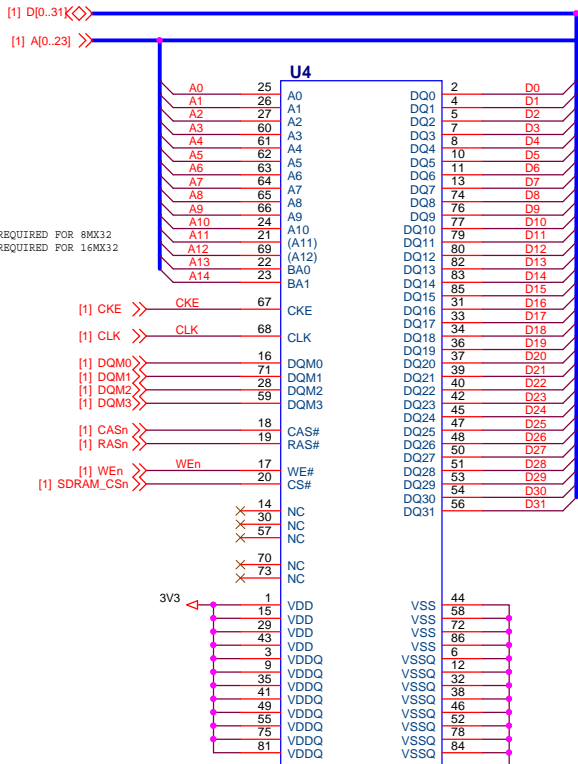 [1] D[0..31]
[1] A[0..23]
U4
A0 25 A0 DQ0 2 D0
A1 26 A1 DQ1 4 D1
A2 27 A2 DQ2 5 D2
A3 60 A3 DQ3 7 D3
A4 61 A4 DQ4 8 D4
A5 62 A5 DQ5 10 D5
A6 63 A6 DQ6 11 D6
A7 64 A7 DQ7 13 D7
A8 65 A8 DQ8 74 D8
A9 66 A9 DQ9 76 D9
A10 24 A10 DQ10 77 D10
REQUIRED FOR 8MX32 A11 21 (A11) DQ11 79 D11
REQUIRED FOR 16MX32 A12 69 (A12) DQ12 80 D12
A13 22 BA0 DQ13 82 D13
A14 23 BA1 DQ14 83 D14
DQ15 85 D15
[1] CKE CKE 67 CKE DQ16 31 D16
DQ17 33 D17
[1] CLK CLK 68 CLK DQ18 34 D18
DQ19 36 D19
[1] DQM0 16 DQM0 DQ20 37 D20
[1] DQM1 71 DQM1 DQ21 39 D21
[1] DQM2 28 DQM2 DQ22 40 D22
[1] DQM3 59 DQM3 DQ23 42 D23
DQ24 45 D24
[1] CASn 18 CAS# DQ25 47 D25
[1] RASn 19 RAS# DQ26 48 D26
DQ27 50 D27
[1] WEn WEn 17 WE# DQ28 51 D28
[1] SDRAM_CSn 20 CS# DQ29 53 D29
DQ30 54 D30
14 NC DQ31 56 D31
30 NC
57 NC
70 NC
73 NC
3V3 1 VDD VSS 44
15 VDD VSS 58
29 VDD VSS 72
43 VDD VSS 86
3 VDDQ VSSQ 6
9 VDDQ VSSQ 12
35 VDDQ VSSQ 32
41 VDDQ VSSQ 38
49 VDDQ VSSQ 46
55 VDDQ VSSQ 52
75 VDDQ VSSQ 78
81 VDDQ VSSQ 84